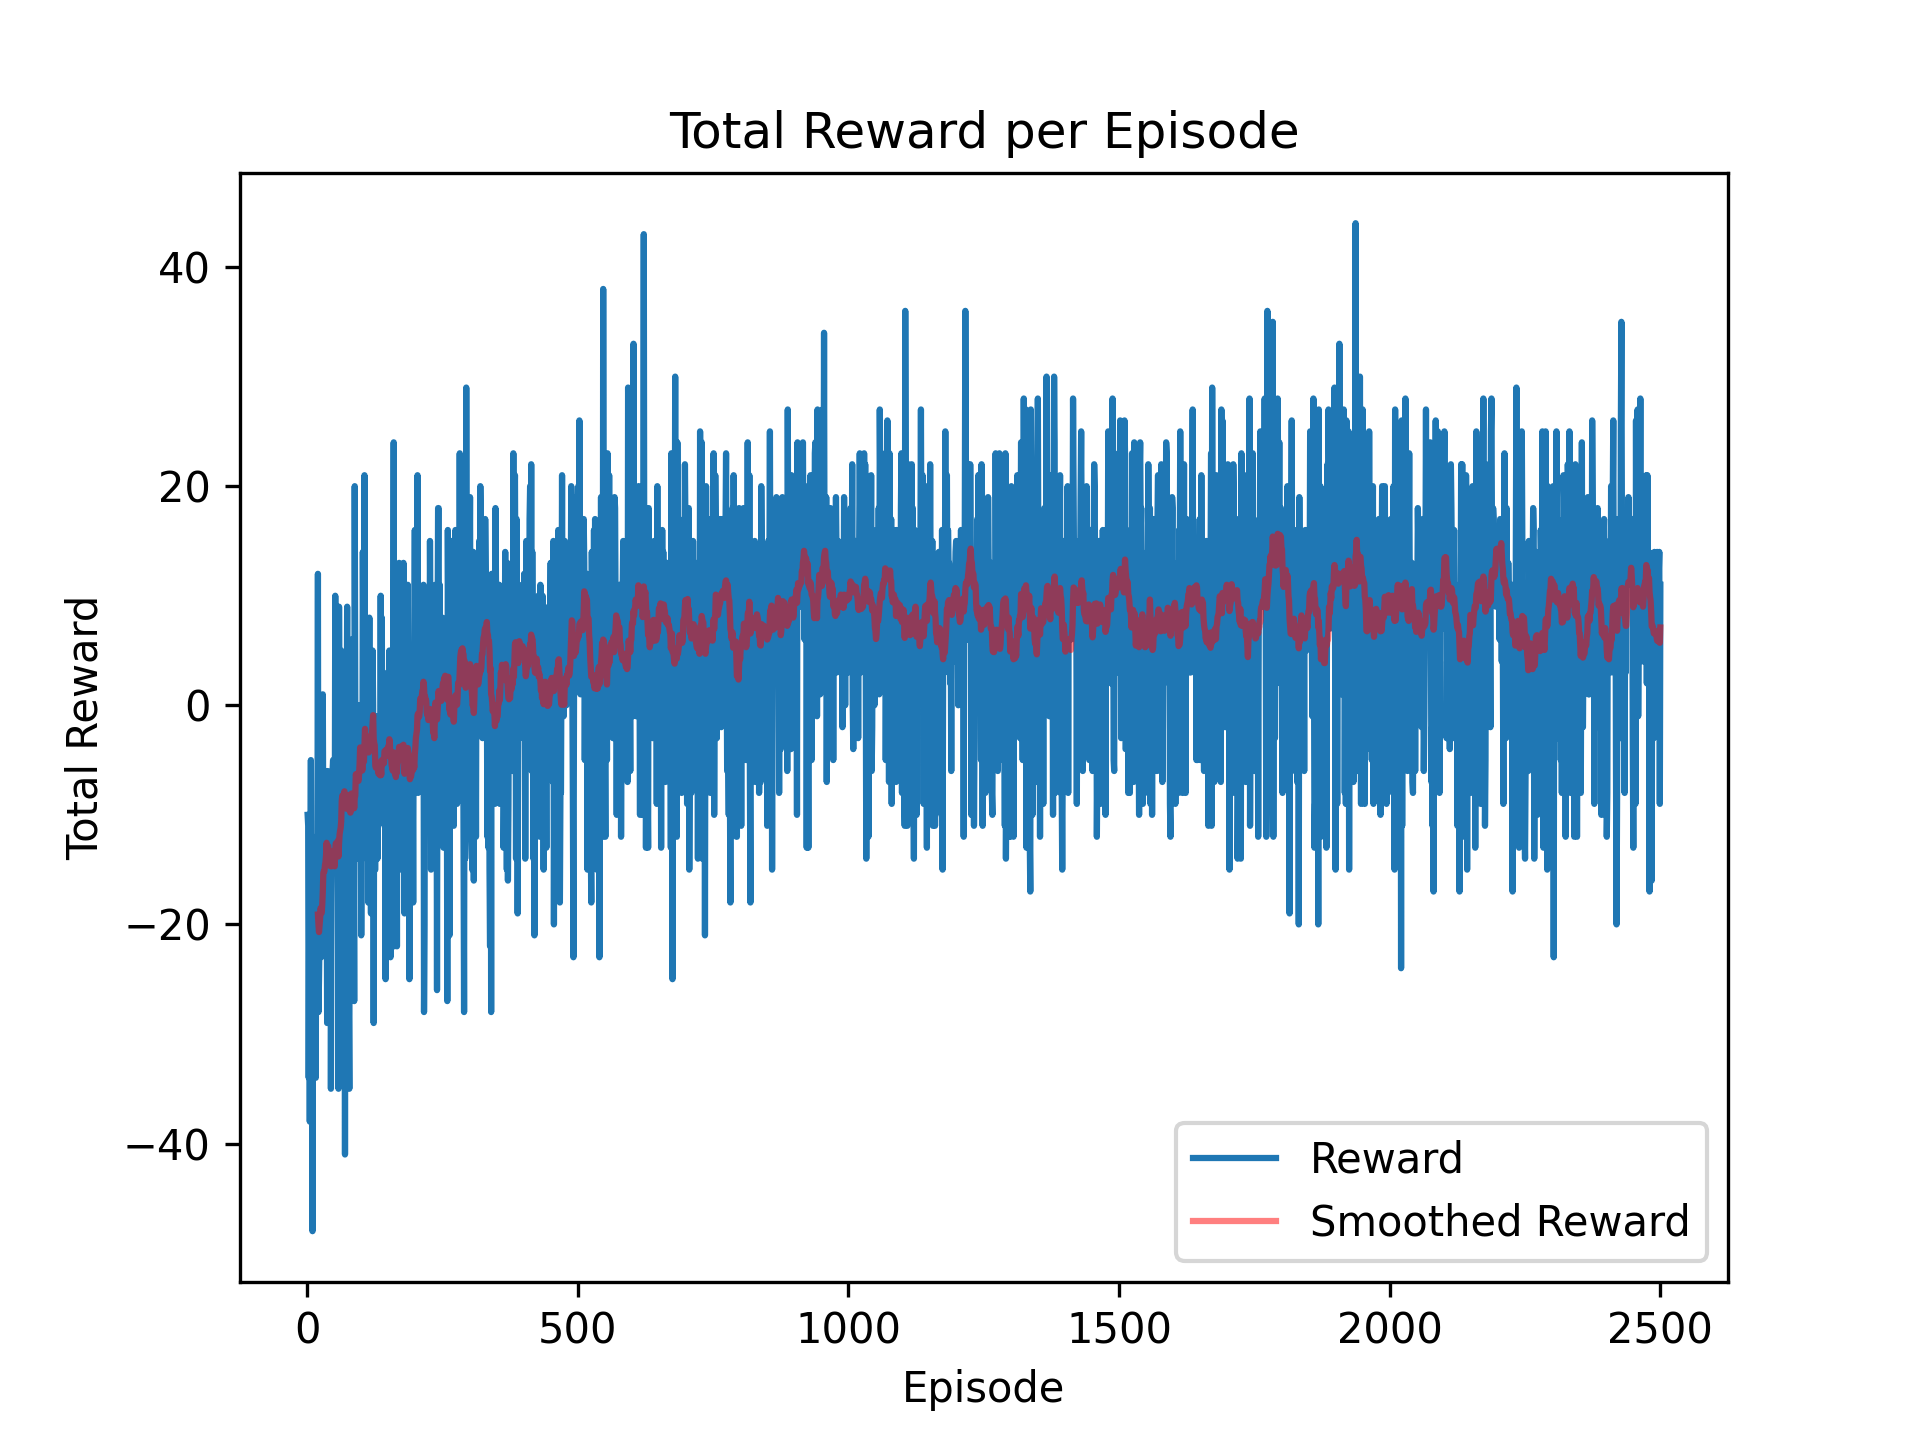 Total Reward per Episode
Total Reward
40
20
0
−20
−40
Reward
Smoothed Reward
0 500 1000 1500 2000 2500
Episode